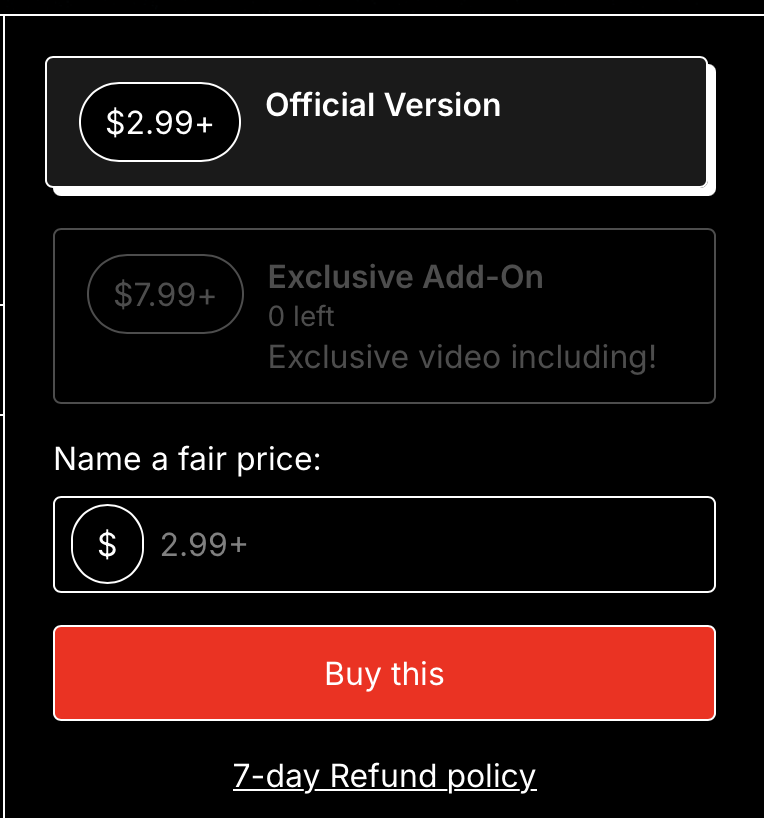 $2.99+ Official Version
$7.99+ Exclusive Add-On
0 left
Exclusive video including!
Name a fair price:
$ 2.99+
Buy this
7-day Refund policy